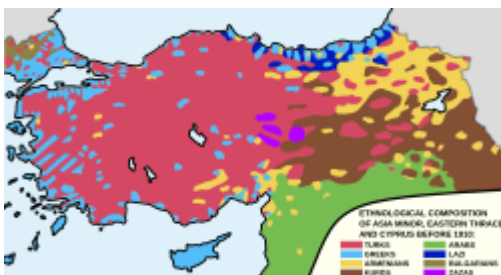 ETHNOLOGICAL COMPOSITION
OF ASIA MINOR, EASTERN THRACE
AND CYPRUS BEFORE 1910:
TURKS
ARABS
GREEKS
LAZI
ARMENIANS
BULGARIANS
KURDS
ZAZAS